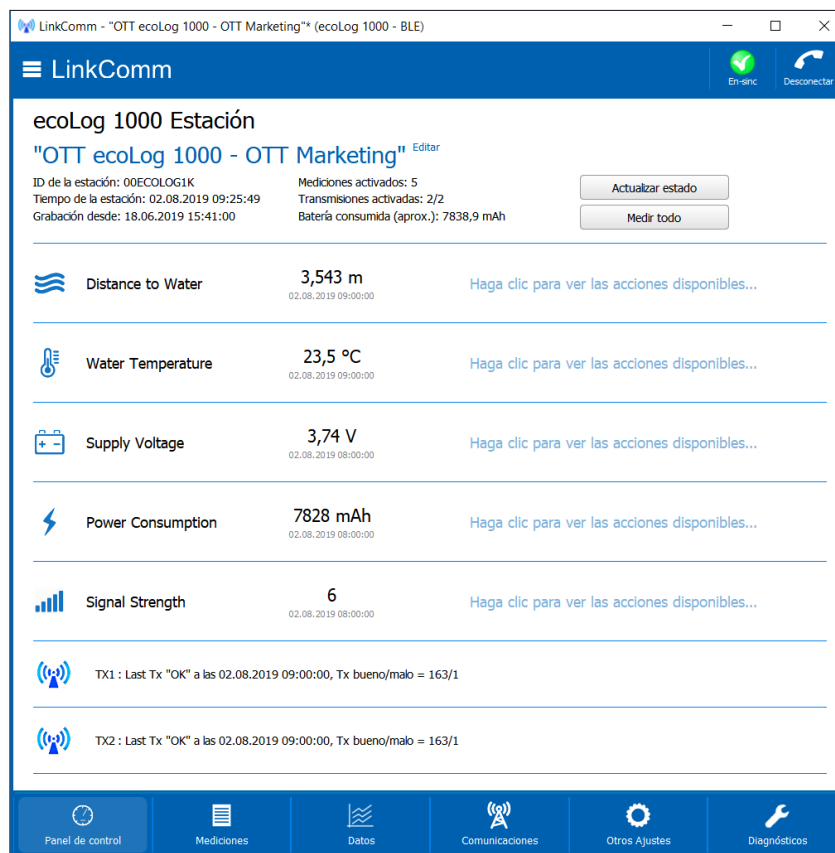 LinkComm - "OTT ecoLog 1000 - OTT Marketing"* (ecoLog 1000 - BLE)
LinkComm
En-sinc
Desconectar
ecoLog 1000 Estación
"OTT ecoLog 1000 - OTT Marketing" Editar
ID de la estación: 00ECOLOG1K
Tiempo de la estación: 02.08.2019 09:25:49
Grabación desde: 18.06.2019 15:41:00
Mediciones activados: 5
Transmisiones activadas: 2/2
Batería consumida (aprox.): 7838,9 mAh
Actualizar estado
Medir todo
Distance to Water
3,543 m
02.08.2019 09:00:00
Haga clic para ver las acciones disponibles...
Water Temperature
23,5 °C
02.08.2019 09:00:00
Haga clic para ver las acciones disponibles...
Supply Voltage
3,74 V
02.08.2019 08:00:00
Haga clic para ver las acciones disponibles...
Power Consumption
7828 mAh
02.08.2019 08:00:00
Haga clic para ver las acciones disponibles...
Signal Strength
6
02.08.2019 08:00:00
Haga clic para ver las acciones disponibles...
TX1 : Last Tx "OK" a las 02.08.2019 09:00:00, Tx bueno/malo = 163/1
TX2 : Last Tx "OK" a las 02.08.2019 09:00:00, Tx bueno/malo = 163/1
Panel de control
Mediciones
Datos
Comunicaciones
Otros Ajustes
Diagnósticos